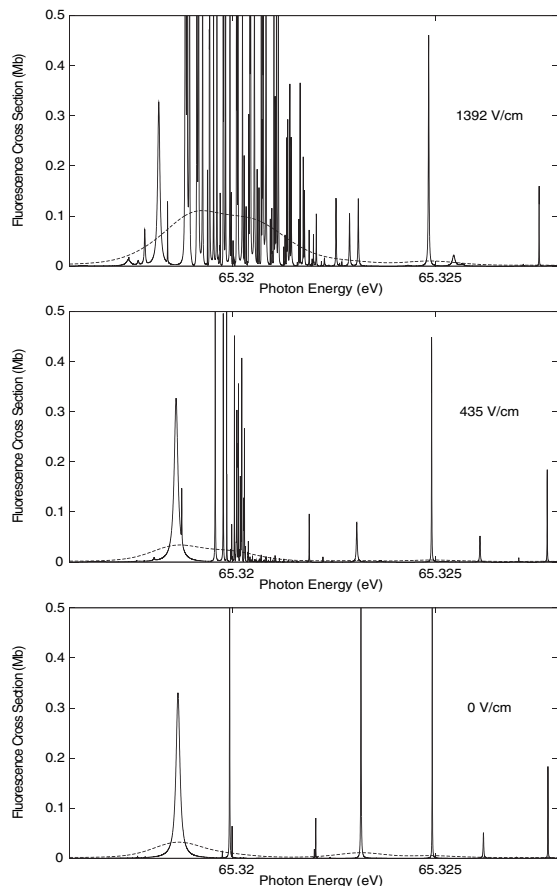 0.5
0.4
0.3
0.2
0.1
0
Fluorescence Cross Section (Mb)
1392 V/cm
65.32
65.325
Photon Energy (eV)
0.5
0.4
0.3
0.2
0.1
0
Fluorescence Cross Section (Mb)
435 V/cm
65.32
65.325
Photon Energy (eV)
0.5
0.4
0.3
0.2
0.1
0
Fluorescence Cross Section (Mb)
0 V/cm
65.32
65.325
Photon Energy (eV)